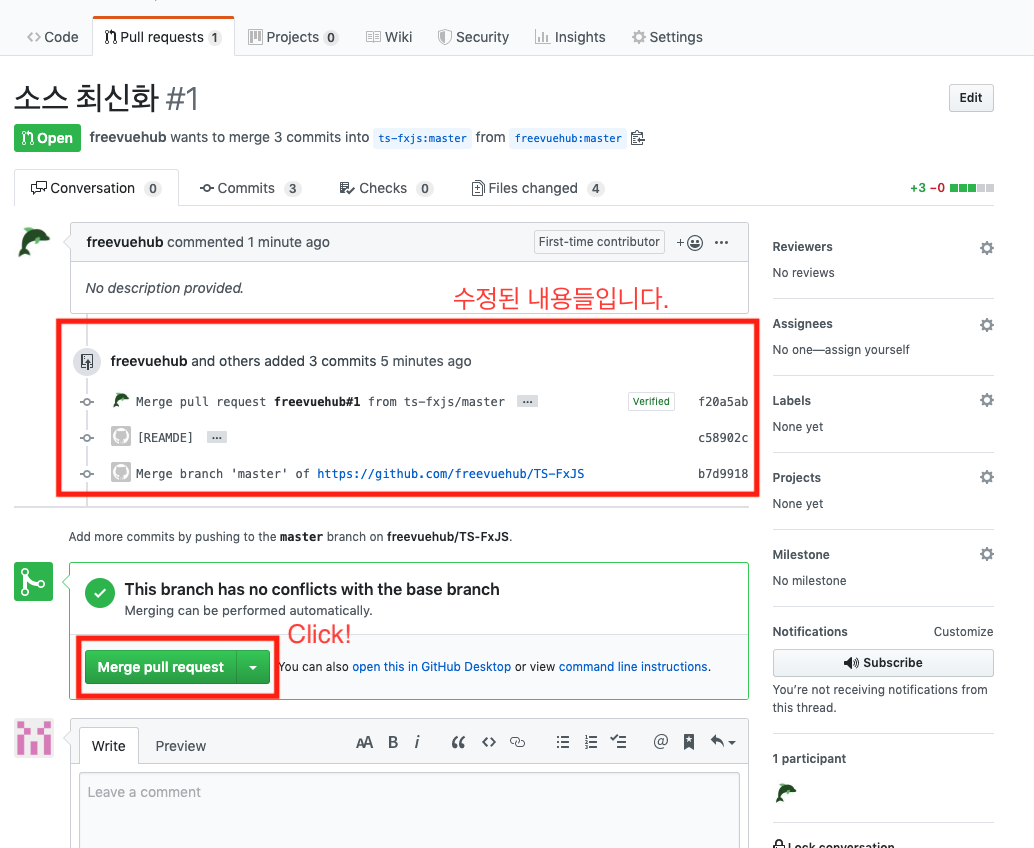 Code Pull requests 1 Projects 0 Wiki Security Insights Settings
소스 최신화 #1 Edit
Open freevuehub wants to merge 3 commits into ts-fxjs:master from freevuehub:master
Conversation 0 Commits 3 Checks 0 Files changed 4 +3 −0
freevuehub commented 1 minute ago First-time contributor + ...
No description provided.
수정된 내용들입니다.
freevuehub and others added 3 commits 5 minutes ago
Merge pull request freevuehub#1 from ts-fxjs/master ... Verified f20a5ab
[REAMDE] ... c58902c
Merge branch 'master' of https://github.com/freevuehub/TS-FxJS b7d9918
Add more commits by pushing to the master branch on freevuehub/TS-FxJS.
This branch has no conflicts with the base branch
Merging can be performed automatically.
Click!
Merge pull request You can also open this in GitHub Desktop or view command line instructions.
Write Preview AA B i “ <> @
Leave a comment
Reviewers
No reviews
Assignees
No one—assign yourself
Labels
None yet
Projects
None yet
Milestone
No milestone
Notifications Customize
Subscribe
You’re not receiving notifications from
this thread.
1 participant
Lock conversation